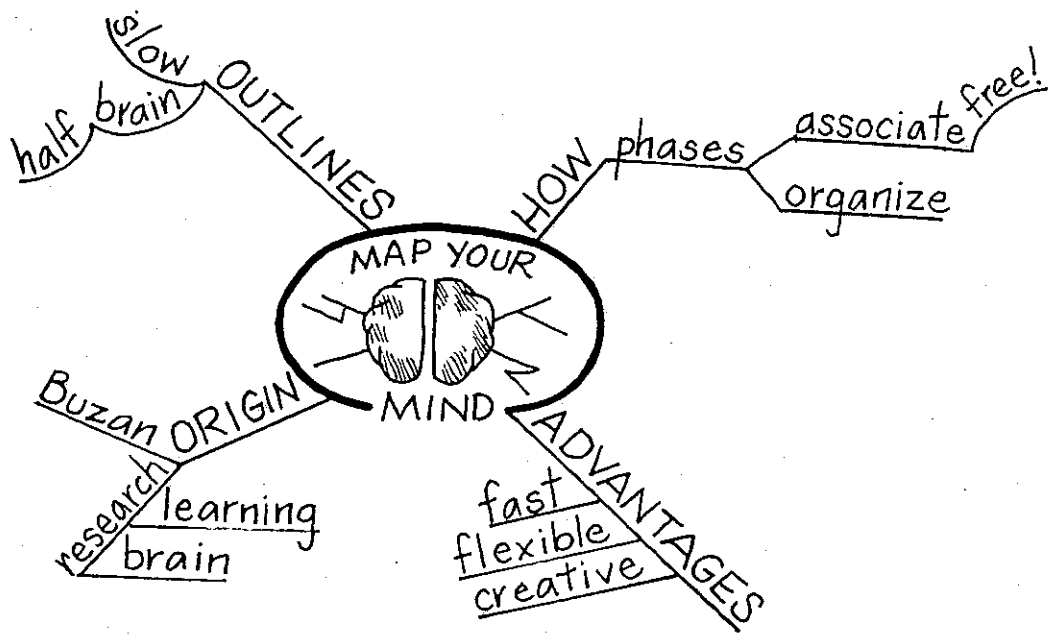 slow
half brain
OUTLINES
HOW
phases
associate free!
organize
MAP YOUR
MIND
ORIGIN
Buzan
research
learning
brain
ADVANTAGES
fast
flexible
creative